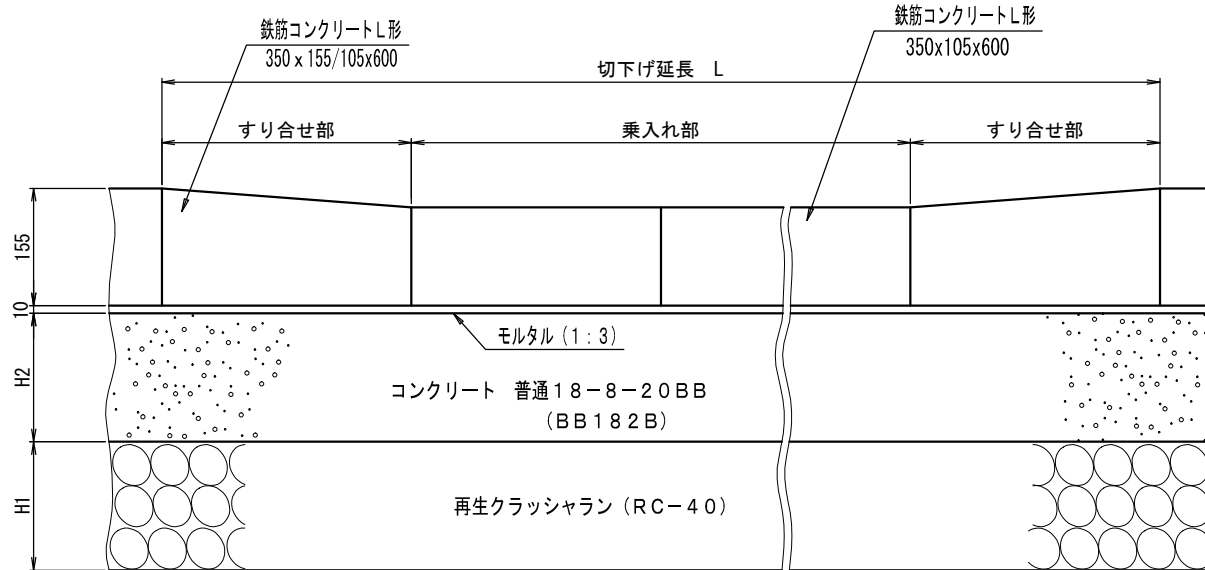 鉄筋コンクリートL形
350 x 155/105x600
鉄筋コンクリートL形
350x105x600
切下げ延長 L
すり合せ部
乗入れ部
すり合せ部
155
10
モルタル（1：3）
H2
コンクリート 普通１８－８－２０ＢＢ
（ＢＢ１８２Ｂ）
H1
再生クラッシャラン（ＲＣ－４０）